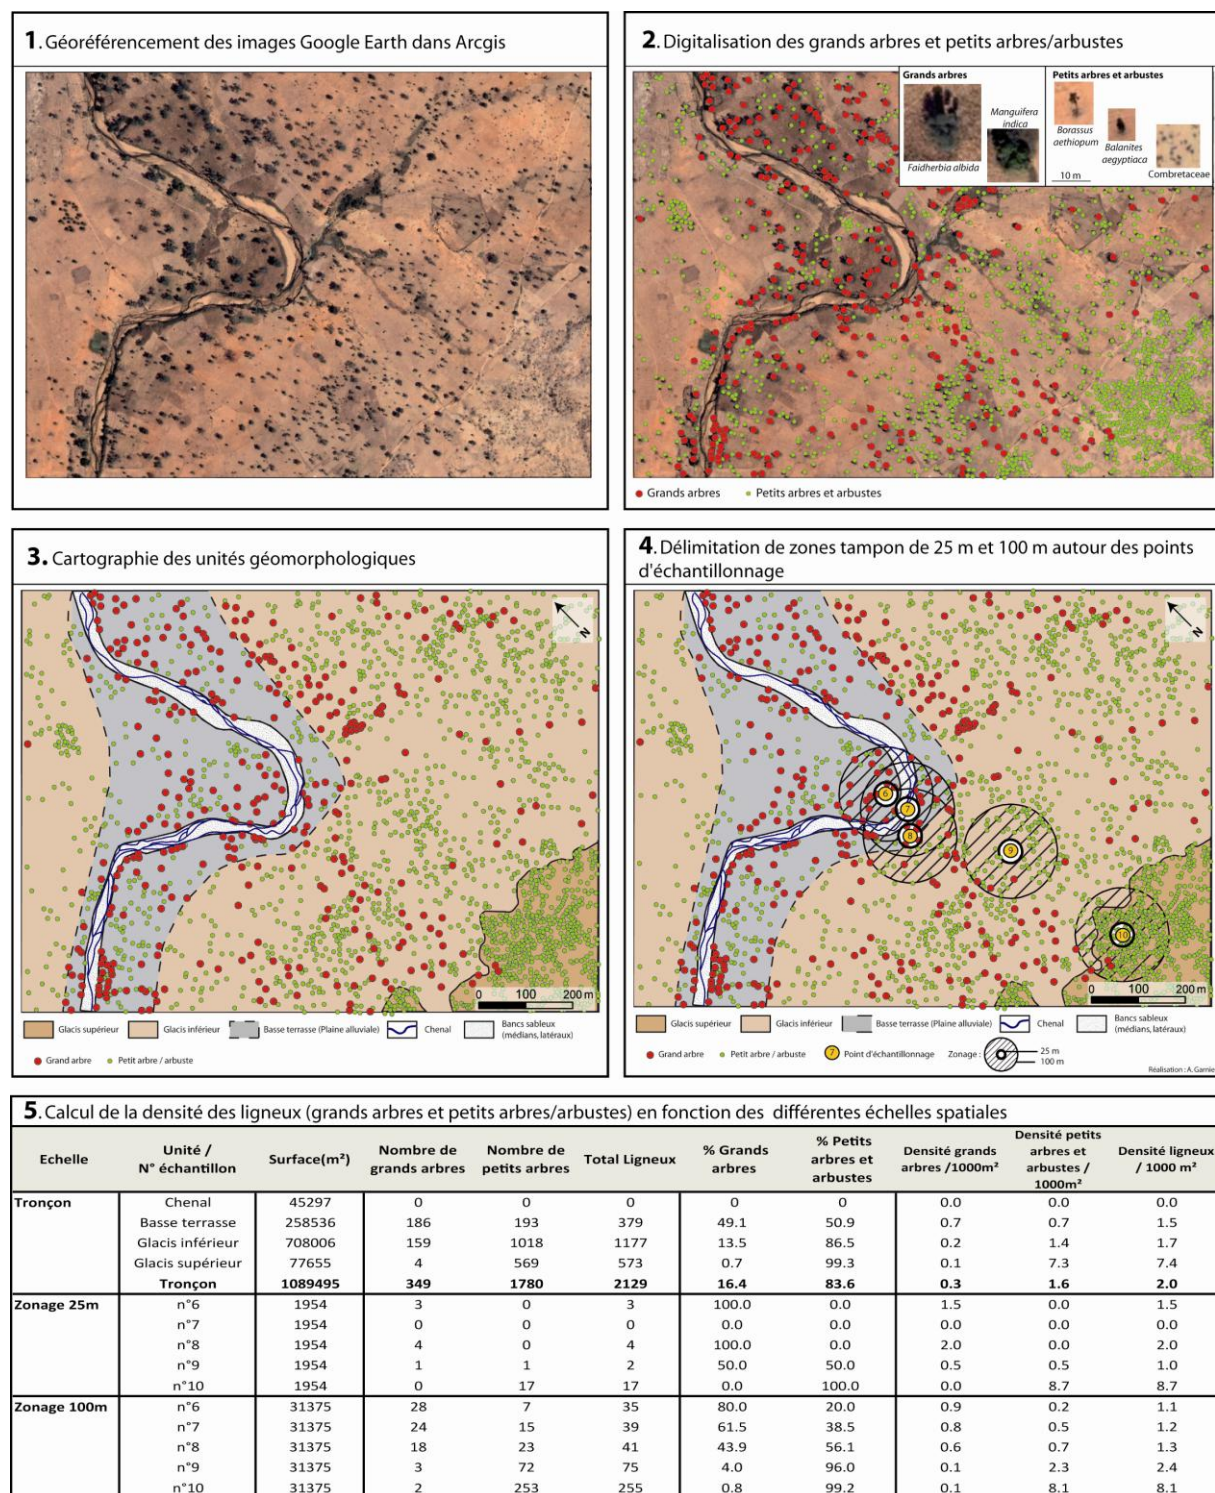 1. Géoréférencement des images Google Earth dans Arcgis
2. Digitalisation des grands arbres et petits arbres/arbustes
Grands arbres
Faidherbia albida
Manguifera
indica
Petits arbres et arbustes
Borassus
aethiopum
Balanites
aegyptiaca
Combretaceae
10 m
Grands arbres
Petits arbres et arbustes
3. Cartographie des unités géomorphologiques
N
0 100 200 m
Glacis supérieur
Glacis inférieur
Basse terrasse (Plaine alluviale)
Chenal
Bancs sableux
(médians, latéraux)
Grand arbre
Petit arbre / arbuste
4. Délimitation de zones tampon de 25 m et 100 m autour des points
d'échantillonnage
N
6
7
8
9
10
0 100 200 m
Glacis supérieur
Glacis inférieur
Basse terrasse (Plaine alluviale)
Chenal
Bancs sableux
(médians, latéraux)
Grand arbre
Petit arbre / arbuste
7 Point d'échantillonnage
Zonage :
25 m
100 m
Réalisation : A. Garnie
5. Calcul de la densité des ligneux (grands arbres et petits arbres/arbustes) en fonction des différentes échelles spatiales
Echelle | Unité / N° échantillon | Surface(m²) | Nombre de grands arbres | Nombre de petits arbres | Total Ligneux | % Grands arbres | % Petits arbres et arbustes | Densité grands arbres /1000m² | Densité petits arbres et arbustes / 1000m² | Densité ligneux / 1000 m²
Tronçon Chenal 45297 0 0 0 0 0 0.0 0.0 0.0
Basse terrasse 258536 186 193 379 49.1 50.9 0.7 0.7 1.5
Glacis inférieur 708006 159 1018 1177 13.5 86.5 0.2 1.4 1.7
Glacis supérieur 77655 4 569 573 0.7 99.3 0.1 7.3 7.4
Tronçon 1089495 349 1780 2129 16.4 83.6 0.3 1.6 2.0
Zonage 25m n°6 1954 3 0 3 100.0 0.0 1.5 0.0 1.5
n°7 1954 0 0 0 0.0 0.0 0.0 0.0 0.0
n°8 1954 4 0 4 100.0 0.0 2.0 0.0 2.0
n°9 1954 1 1 2 50.0 50.0 0.5 0.5 1.0
n°10 1954 0 17 17 0.0 100.0 0.0 8.7 8.7
Zonage 100m n°6 31375 28 7 35 80.0 20.0 0.9 0.2 1.1
n°7 31375 24 15 39 61.5 38.5 0.8 0.5 1.2
n°8 31375 18 23 41 43.9 56.1 0.6 0.7 1.3
n°9 31375 3 72 75 4.0 96.0 0.1 2.3 2.4
n°10 31375 2 253 255 0.8 99.2 0.1 8.1 8.1